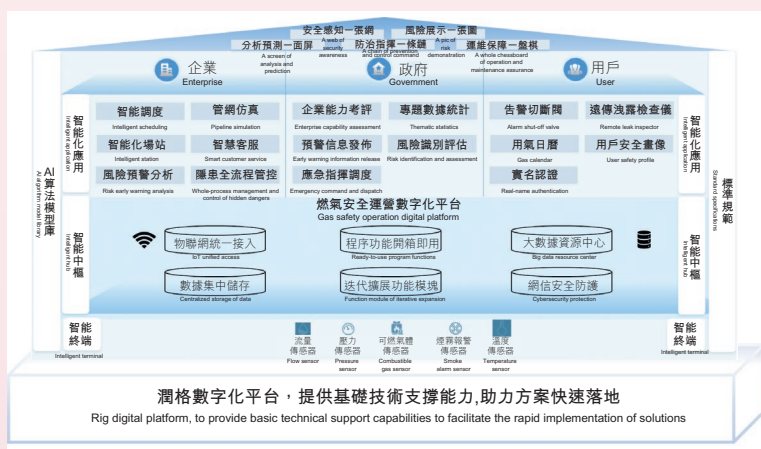 安全感知一張網
A web of security awareness
風險展示一張圖
A pic of risk demonstration
分析預測一面屏
A screen of analysis and prediction
防治指揮一條鏈
A chain of prevention and control command
運維保障一盤棋
A whole chessboard of operation and maintenance assurance
企業
Enterprise
政府
Government
用戶
User
AI算法模型庫
AI algorithm model library
智能化應用
Intelligent application
智能調度
Intelligent scheduling
管網仿真
Pipeline simulation
智能化場站
Intelligent station
智慧客服
Smart customer service
風險預警分析
Risk early warning analysis
隱患全流程管控
Whole-process management and
control of hidden dangers
企業能力考評
Enterprise capability assessment
專題數據統計
Thematic statistics
預警信息發佈
Early warning information release
風險識別評估
Risk identification and assessment
應急指揮調度
Emergency command and dispatch
告警切斷閥
Alarm shut-off valve
遠傳洩露檢查儀
Remote leak inspector
用氣日曆
Gas calendar
用戶安全畫像
User safety profile
實名認證
Real-name authentication
智能化應用
Intelligent application
標準規範
Standard specifications
燃氣安全運營數字化平台
Gas safety operation digital platform
智能中樞
Intelligent hub
物聯網統一接入
IoT unified access
程序功能開箱即用
Ready-to-use program functions
大數據資源中心
Big data resource center
數據集中儲存
Centralized storage of data
迭代擴展功能模塊
Function module of iterative expansion
網信安全防護
Cybersecurity protection
智能中樞
Intelligent hub
智能
終端
Intelligent terminal
流量
傳感器
Flow sensor
壓力
傳感器
Pressure
sensor
可燃氣體
傳感器
Combustible
gas sensor
煙霧報警
傳感器
Smoke
alarm sensor
溫度
傳感器
Temperature
sensor
智能
終端
Intelligent terminal
潤格數字化平台，提供基礎技術支撐能力,助力方案快速落地
Rig digital platform, to provide basic technical support capabilities to facilitate the rapid implementation of solutions